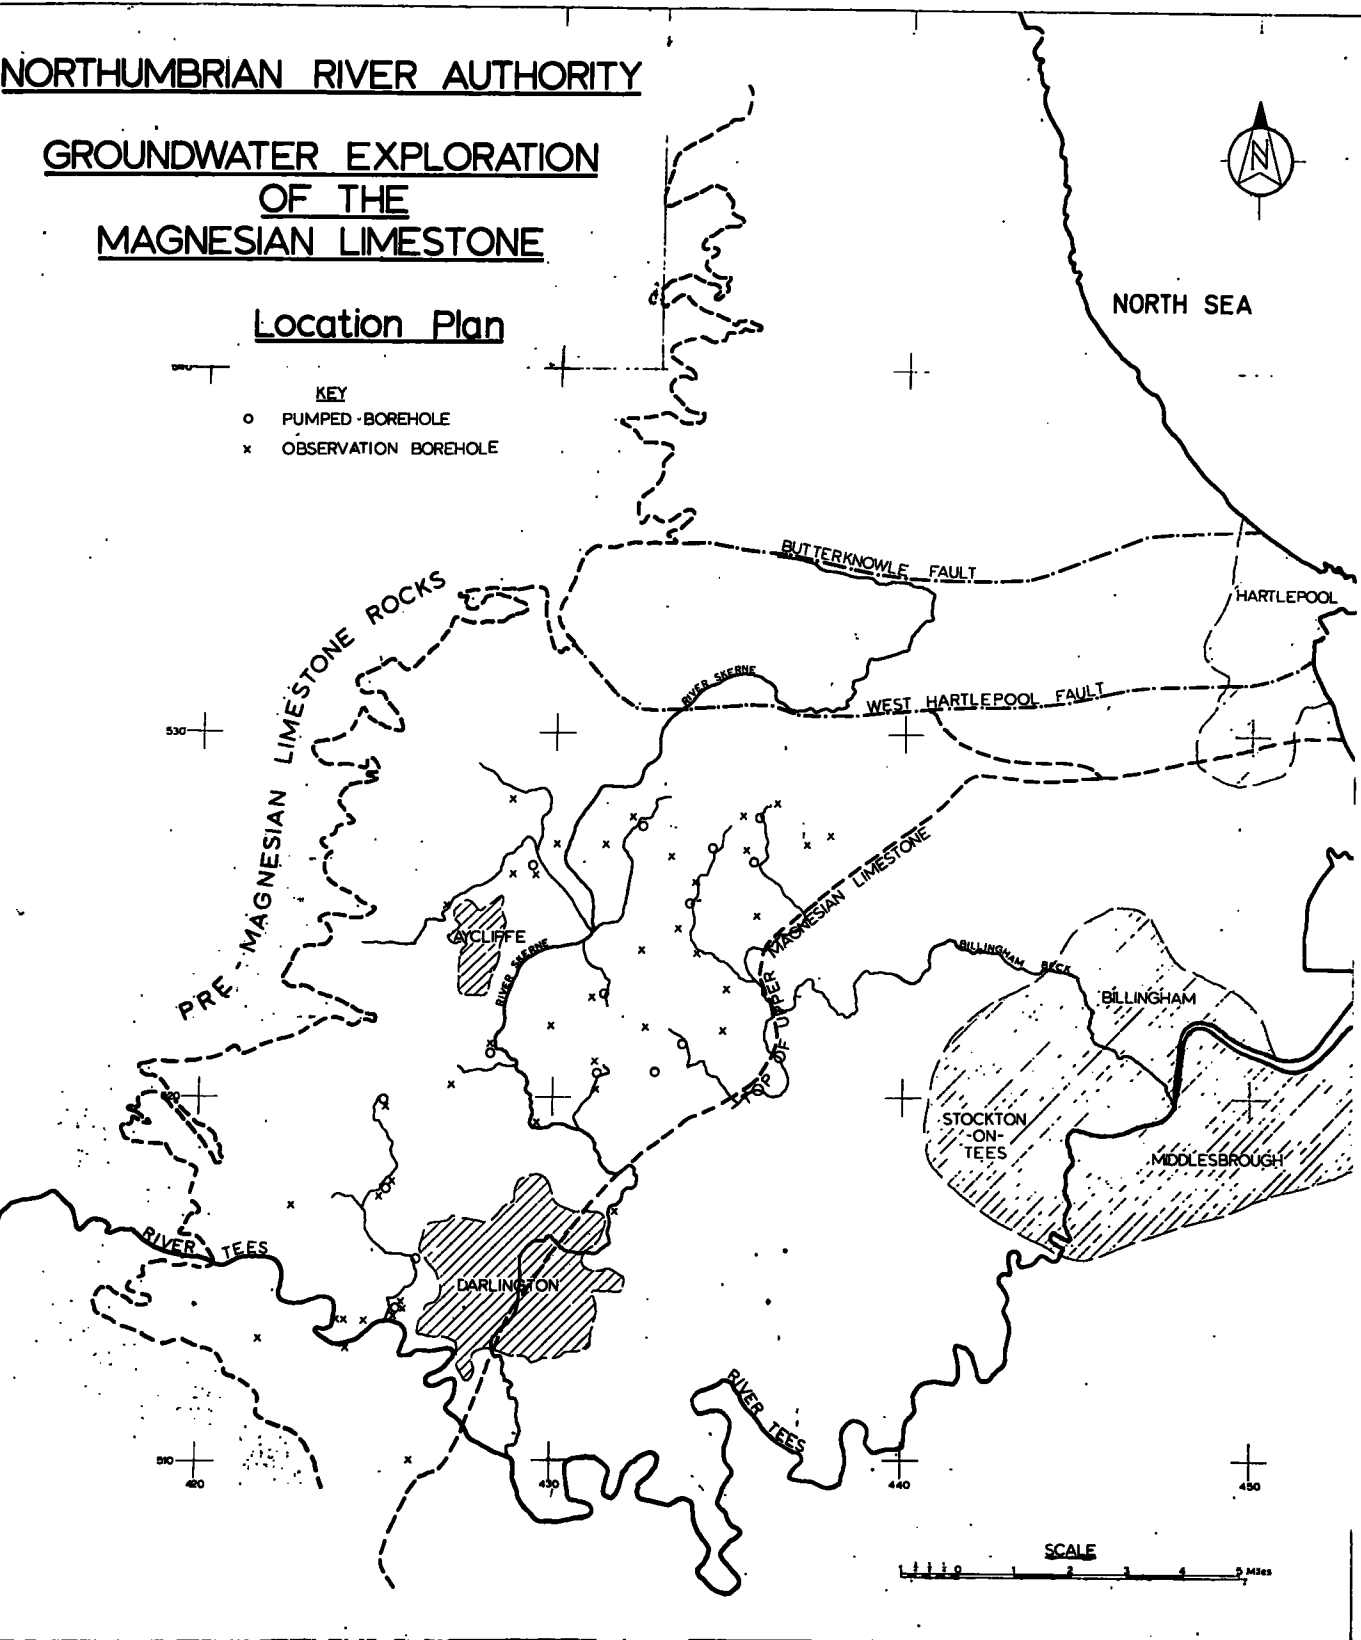 NORTHUMBRIAN RIVER AUTHORITY
GROUNDWATER EXPLORATION
OF THE
MAGNESIAN LIMESTONE
Location Plan
KEY
o PUMPED - BOREHOLE
x OBSERVATION BOREHOLE
N
NORTH SEA
540
BUTTERKNOWLE FAULT
HARTLEPOOL
PRE - MAGNESIAN LIMESTONE ROCKS
RIVER SKERNE
WEST HARTLEPOOL FAULT
530
TOP OF UPPER MAGNESIAN LIMESTONE
AYCLIFFE
RIVER SKERNE
BILLINGHAM BECK
BILLINGHAM
520
STOCKTON
-ON-
TEES
MIDDLESBROUGH
RIVER TEES
DARLINGTON
RIVER TEES
510
420
430
440
450
SCALE
1 0 1 2 3 4 5 Miles